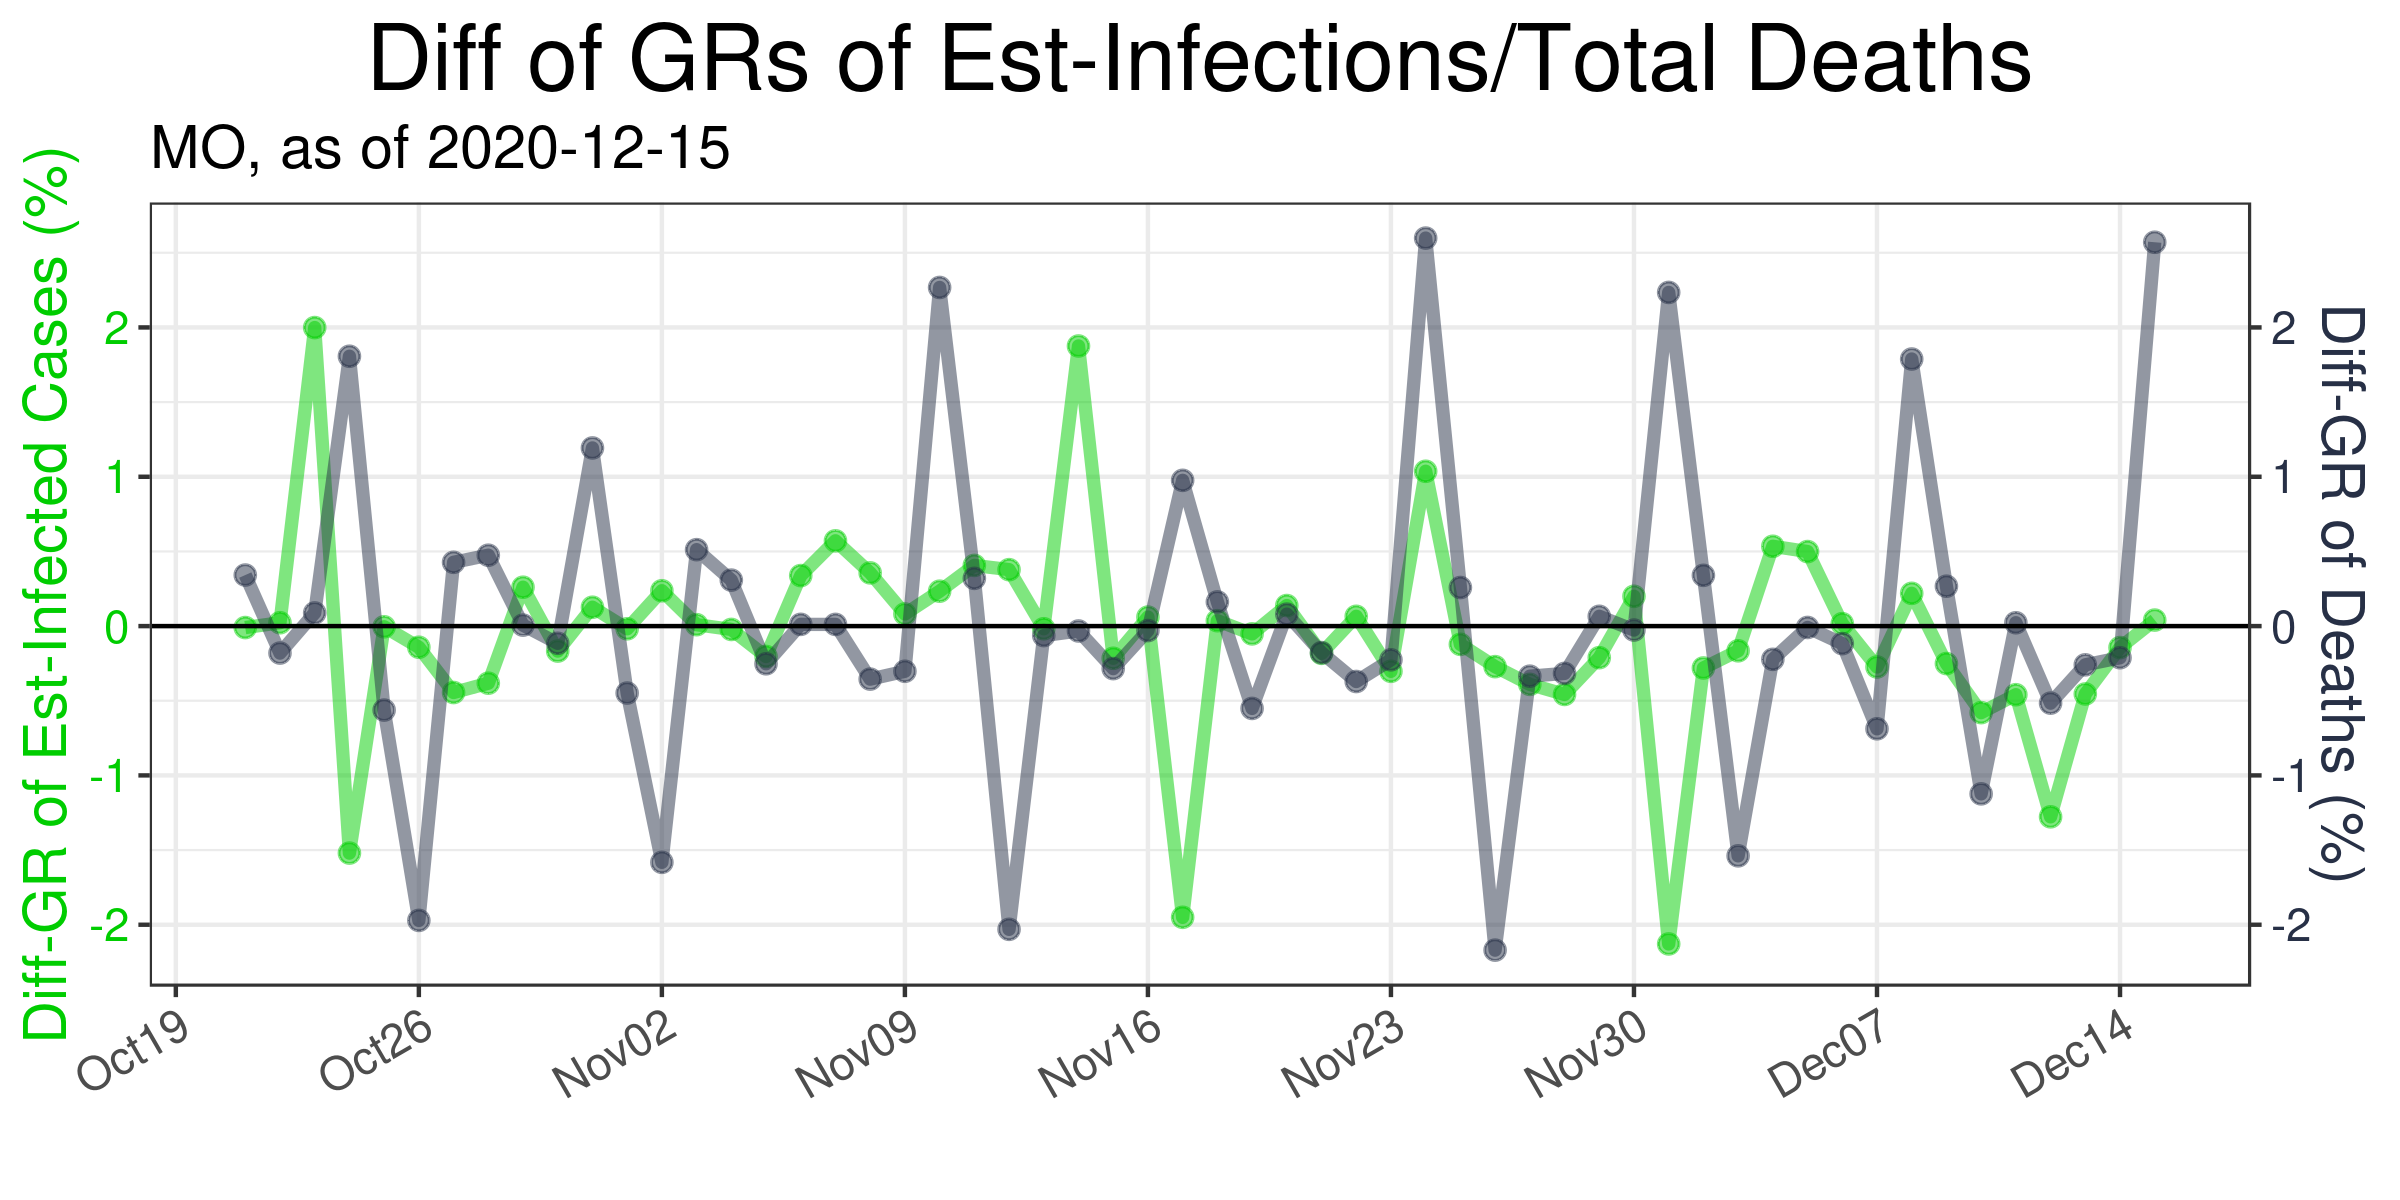 Diff of GRs of Est-Infections/Total Deaths
MO, as of 2020-12-15
Diff-GR of Est-Infected Cases (%)
2
1
0
-1
-2
2
1
0
-1
-2
Diff-GR of Deaths (%)
Oct19 Oct26 Nov02 Nov09 Nov16 Nov23 Nov30 Dec07 Dec14